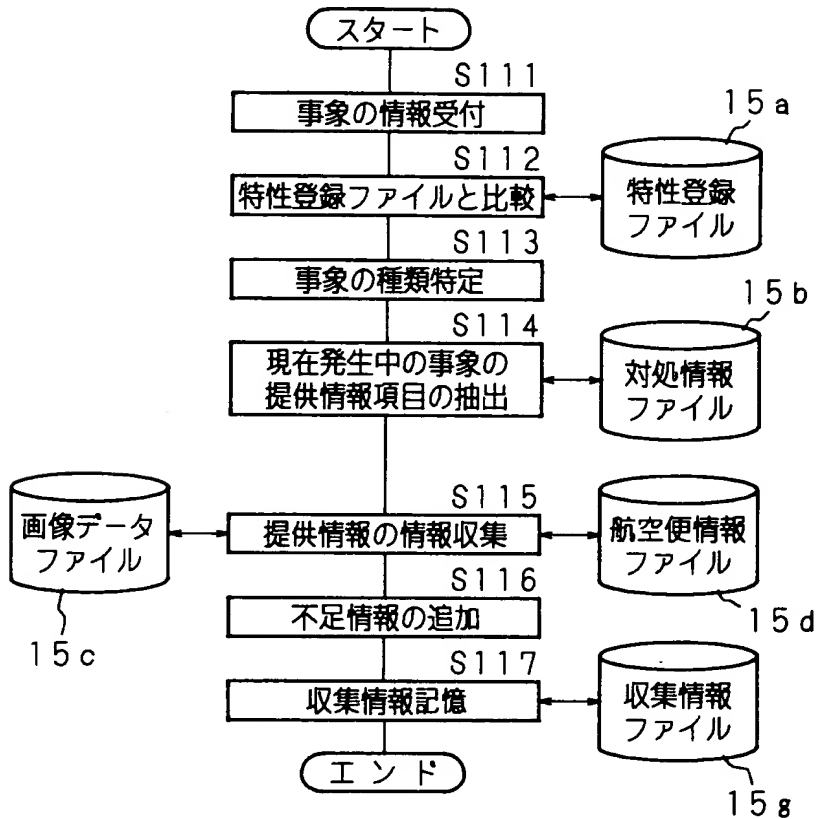 スタート
S111
事象の情報受付
15a
S112
特性登録ファイルと比較
特性登録
ファイル
S113
事象の種類特定
15b
S114
現在発生中の事象の
提供情報項目の抽出
対処情報
ファイル
S115
画像データ
ファイル
提供情報の情報収集
航空便情報
ファイル
S116
不足情報の追加
15c
15d
S117
収集情報記憶
収集情報
ファイル
エンド
15g